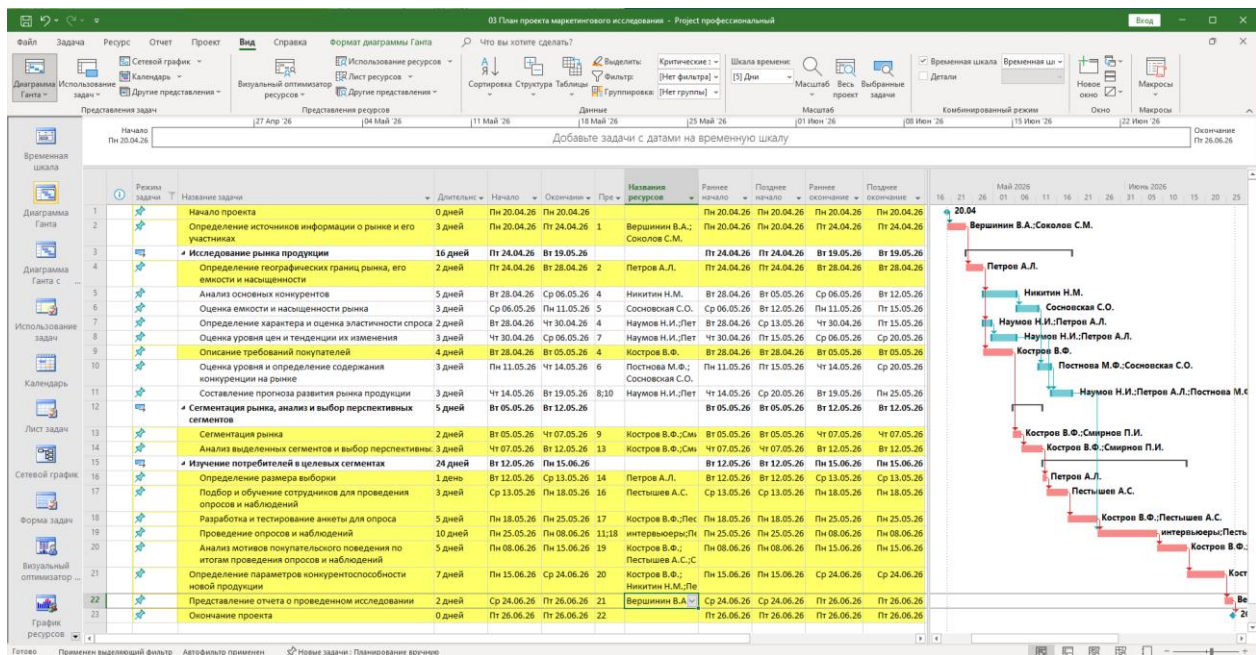 03 План проекта маркетингового исследования - Project профессиональный
Вход
Файл Задача Ресурс Отчет Проект Вид Справка Формат диаграммы Ганта Что вы хотите сделать?
Диаграмма Ганта
Использование задач
Сетевой график
Календарь
Другие представления
Представления задач
Визуальный оптимизатор ресурсов
Использование ресурсов
Лист ресурсов
Другие представления
Представления ресурсов
Сортировка Структура Таблицы
Выделить: Критические :
Фильтр: [Нет фильтра]
Группировка: [Нет группы]
Данные
Шкала времени:
[5] Дни
Масштаб Весь проект Выбранные задачи
Масштаб
Временная шкала Временная ш
Детали
Комбинированный режим
Новое окно
Окно
Макросы
Макросы
27 Апр '26 04 Май '26 11 Май '26 18 Май '26 25 Май '26 01 Июн '26 08 Июн '26 15 Июн '26 22 Июн '26
Начало
Пн 20.04.26
Добавьте задачи с датами на временную шкалу
Окончание
Пт 26.06.26
Временная шкала
Диаграмма Ганта
Диаграмма Ганта с ...
Использование задач
Календарь
Лист задач
Сетевой график
Форма задач
Визуальный оптимизатор ...
График ресурсов
Режим задачи Название задачи Длительнс Начало Окончани Пре Названия ресурсов Раннее начало Позднее начало Раннее окончание Позднее окончание
1 Начало проекта 0 дней Пн 20.04.26 Пн 20.04.26 Пн 20.04.26 Пн 20.04.26 Пн 20.04.26 Пн 20.04.26
2 Определение источников информации о рынке и его участниках 3 дней Пн 20.04.26 Пт 24.04.26 1 Вершинин В.А.; Соколов С.М. Пн 20.04.26 Пн 20.04.26 Пт 24.04.26 Пт 24.04.26
3 Исследование рынка продукции 16 дней Пт 24.04.26 Вт 19.05.26 Пт 24.04.26 Пт 24.04.26 Вт 19.05.26 Вт 19.05.26
4 Определение географических границ рынка, его емкости и насыщенности 2 дней Пт 24.04.26 Вт 28.04.26 2 Петров А.Л. Пт 24.04.26 Пт 24.04.26 Вт 28.04.26 Вт 28.04.26
5 Анализ основных конкурентов 5 дней Вт 28.04.26 Ср 06.05.26 4 Никитин Н.М. Вт 28.04.26 Вт 05.05.26 Ср 06.05.26 Вт 12.05.26
6 Оценка емкости и насыщенности рынка 3 дней Ср 06.05.26 Пн 11.05.26 5 Сосновская С.О. Ср 06.05.26 Вт 12.05.26 Пн 11.05.26 Пт 15.05.26
7 Определение характера и оценка эластичности спроса 2 дней Вт 28.04.26 Чт 30.04.26 4 Наумов Н.И.;Пет Вт 28.04.26 Ср 13.05.26 Чт 30.04.26 Пт 15.05.26
8 Оценка уровня цен и тенденции их изменения 3 дней Чт 30.04.26 Ср 06.05.26 7 Наумов Н.И.;Пет Чт 30.04.26 Пт 15.05.26 Ср 06.05.26 Ср 20.05.26
9 Описание требований покупателей 4 дней Вт 28.04.26 Вт 05.05.26 4 Костров В.Ф. Вт 28.04.26 Вт 28.04.26 Вт 05.05.26 Вт 05.05.26
10 Оценка уровня и определение содержания конкуренции на рынке 3 дней Пн 11.05.26 Чт 14.05.26 6 Постнова М.Ф.; Сосновская С.О. Пн 11.05.26 Пт 15.05.26 Чт 14.05.26 Ср 20.05.26
11 Составление прогноза развития рынка продукции 3 дней Чт 14.05.26 Вт 19.05.26 8;10 Наумов Н.И.;Пет Чт 14.05.26 Ср 20.05.26 Вт 19.05.26 Пн 25.05.26
12 Сегментация рынка, анализ и выбор перспективных сегментов 5 дней Вт 05.05.26 Вт 12.05.26 Вт 05.05.26 Вт 05.05.26 Вт 12.05.26 Вт 12.05.26
13 Сегментация рынка 2 дней Вт 05.05.26 Чт 07.05.26 9 Костров В.Ф.;См Вт 05.05.26 Вт 05.05.26 Чт 07.05.26 Чт 07.05.26
14 Анализ выделенных сегментов и выбор перспективны 3 дней Чт 07.05.26 Вт 12.05.26 13 Костров В.Ф.;См Чт 07.05.26 Чт 07.05.26 Вт 12.05.26 Вт 12.05.26
15 Изучение потребителей в целевых сегментах 24 дней Вт 12.05.26 Пн 15.06.26 Вт 12.05.26 Вт 12.05.26 Пн 15.06.26 Пн 15.06.26
16 Определение размера выборки 1 день Вт 12.05.26 Ср 13.05.26 14 Петров А.Л. Вт 12.05.26 Вт 12.05.26 Ср 13.05.26 Ср 13.05.26
17 Подбор и обучение сотрудников для проведения опросов и наблюдений 3 дней Ср 13.05.26 Пн 18.05.26 16 Пестышев А.С. Ср 13.05.26 Ср 13.05.26 Пн 18.05.26 Пн 18.05.26
18 Разработка и тестирование анкеты для опроса 5 дней Пн 18.05.26 Пн 25.05.26 17 Костров В.Ф.;Пес Пн 18.05.26 Пн 18.05.26 Пн 25.05.26 Пн 25.05.26
19 Проведение опросов и наблюдений 10 дней Пн 25.05.26 Пн 08.06.26 11;18 интервьюеры;Пе Пн 25.05.26 Пн 25.05.26 Пн 08.06.26 Пн 08.06.26
20 Анализ мотивов покупательского поведения по итогам проведения опросов и наблюдений 5 дней Пн 08.06.26 Пн 15.06.26 19 Костров В.Ф.; Пестышев А.С.;С Пн 08.06.26 Пн 08.06.26 Пн 15.06.26 Пн 15.06.26
21 Определение параметров конкурентоспособности новой продукции 7 дней Пн 15.06.26 Ср 24.06.26 20 Костров В.Ф.; Никитин Н.М.;Пе Пн 15.06.26 Пн 15.06.26 Ср 24.06.26 Ср 24.06.26
22 Представление отчета о проведенном исследовании 2 дней Ср 24.06.26 Пт 26.06.26 21 Вершинин В.А Ср 24.06.26 Ср 24.06.26 Пт 26.06.26 Пт 26.06.26
23 Окончание проекта 0 дней Пт 26.06.26 Пт 26.06.26 22 Пт 26.06.26 Пт 26.06.26 Пт 26.06.26 Пт 26.06.26
Май 2026 Июнь 2026
16 21 26 01 06 11 16 21 26 31 05 10 15 20 25
20.04
Вершинин В.А.;Соколов С.М.
Петров А.Л.
Никитин Н.М.
Сосновская С.О.
Наумов Н.И.;Петров А.Л.
Наумов Н.И.;Петров А.Л.
Костров В.Ф.
Постнова М.Ф.;Сосновская С.О.
Наумов Н.И.;Петров А.Л.;Постнова М.Ф
Костров В.Ф.;Смирнов П.И.
Костров В.Ф.;Смирнов П.И.
Петров А.Л.
Пестышев А.С.
Костров В.Ф.;Пестышев А.С.
интервьюеры;Песть
Костров В.Ф.
Кост
Ве
26
Готово Применен выделяющий фильтр Автофильтр применен Новые задачи : Планирование вручную